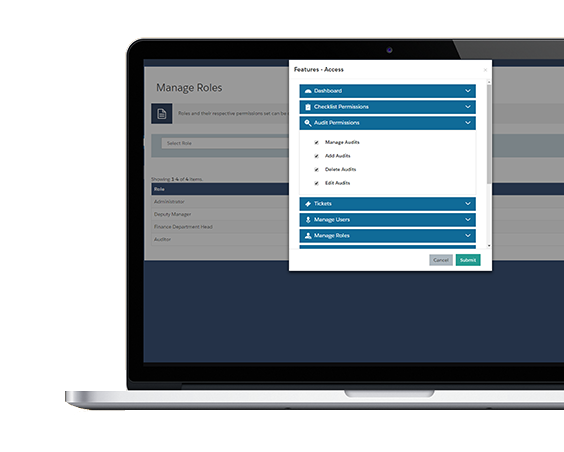 Features - Access
Manage Roles
Roles and their respective permissions set can be
Select Role
Showing 1-4 of 4 items.
Role
Administrator
Deputy Manager
Finance Department Head
Auditor
Dashboard
Checklist Permissions
Audit Permissions
Manage Audits
Add Audits
Delete Audits
Edit Audits
Tickets
Manage Users
Manage Roles
Cancel
Submit